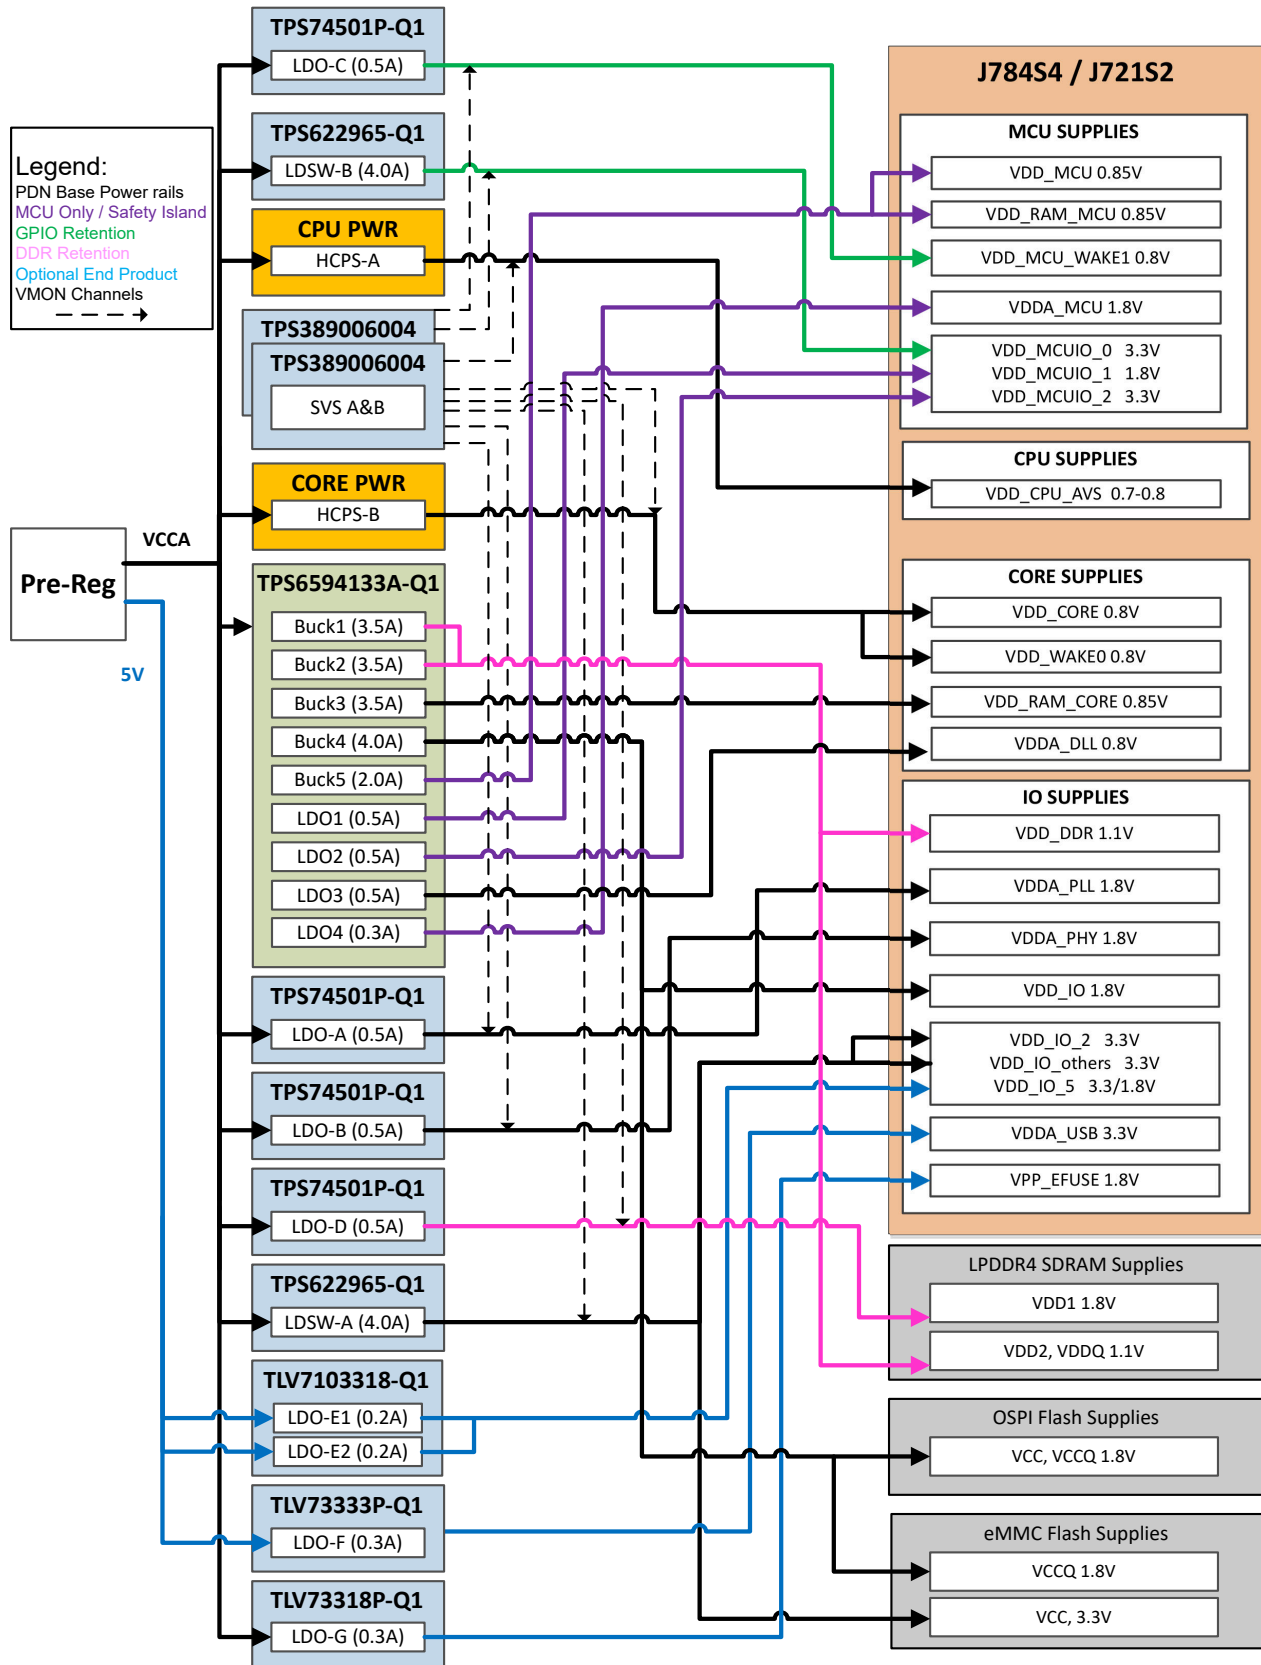 Legend:
PDN Base Power rails
MCU Only / Safety Island
GPIO Retention
DDR Retention
Optional End Product
VMON Channels
Pre-Reg
VCCA
5V
TPS74501P-Q1
LDO-C (0.5A)
TPS622965-Q1
LDSW-B (4.0A)
CPU PWR
HCPS-A
TPS389006004
TPS389006004
SVS A&B
CORE PWR
HCPS-B
TPS6594133A-Q1
Buck1 (3.5A)
Buck2 (3.5A)
Buck3 (3.5A)
Buck4 (4.0A)
Buck5 (2.0A)
LDO1 (0.5A)
LDO2 (0.5A)
LDO3 (0.5A)
LDO4 (0.3A)
TPS74501P-Q1
LDO-A (0.5A)
TPS74501P-Q1
LDO-B (0.5A)
TPS74501P-Q1
LDO-D (0.5A)
TPS622965-Q1
LDSW-A (4.0A)
TLV7103318-Q1
LDO-E1 (0.2A)
LDO-E2 (0.2A)
TLV73333P-Q1
LDO-F (0.3A)
TLV73318P-Q1
LDO-G (0.3A)
J784S4 / J721S2
MCU SUPPLIES
VDD_MCU 0.85V
VDD_RAM_MCU 0.85V
VDD_MCU_WAKE1 0.8V
VDDA_MCU 1.8V
VDD_MCUIO_0 3.3V
VDD_MCUIO_1 1.8V
VDD_MCUIO_2 3.3V
CPU SUPPLIES
VDD_CPU_AVS 0.7-0.8
CORE SUPPLIES
VDD_CORE 0.8V
VDD_WAKE0 0.8V
VDD_RAM_CORE 0.85V
VDDA_DLL 0.8V
IO SUPPLIES
VDD_DDR 1.1V
VDDA_PLL 1.8V
VDDA_PHY 1.8V
VDD_IO 1.8V
VDD_IO_2 3.3V
VDD_IO_others 3.3V
VDD_IO_5 3.3/1.8V
VDDA_USB 3.3V
VPP_EFUSE 1.8V
LPDDR4 SDRAM Supplies
VDD1 1.8V
VDD2, VDDQ 1.1V
OSPI Flash Supplies
VCC, VCCQ 1.8V
eMMC Flash Supplies
VCCQ 1.8V
VCC, 3.3V